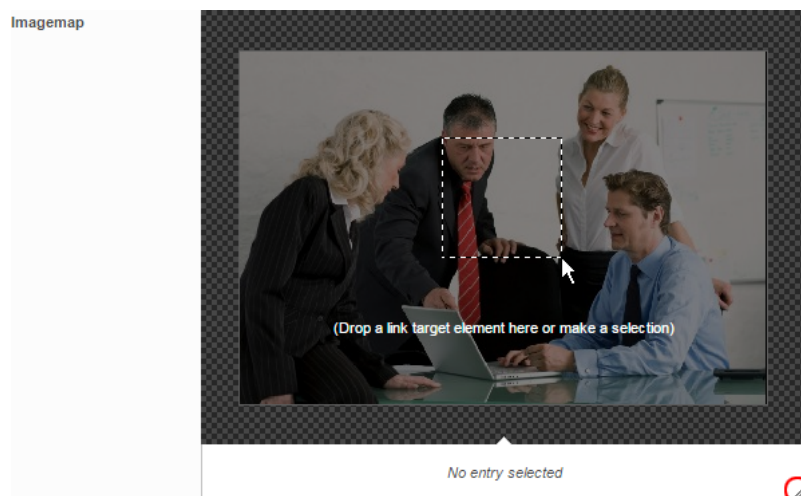 Imagemap
(Drop a link target element here or make a selection)
No entry selected